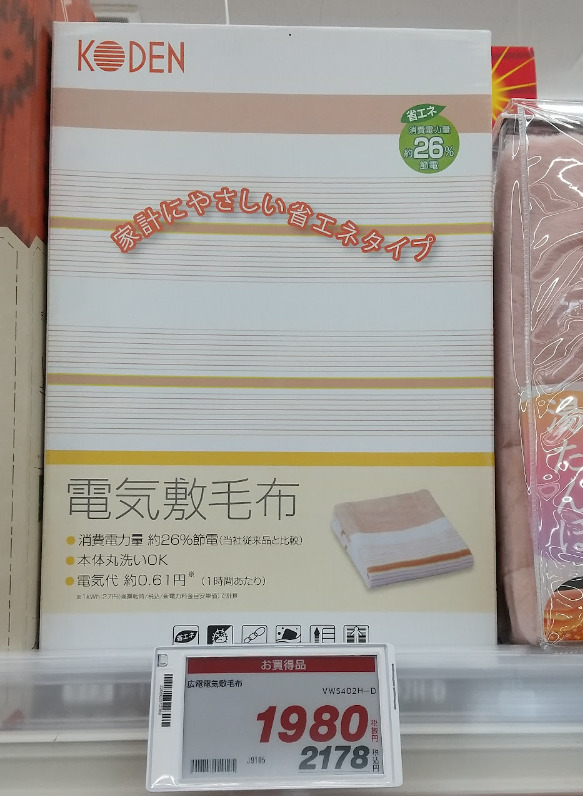 KODEN
省エネ
消費電力量
約26%
節電
家計にやさしい省エネタイプ
電気敷毛布
● 消費電力量 約26%節電(当社従来品と比較)
● 本体丸洗いOK
● 電気代 約0.61円※(1時間あたり)
省エネ
お買得品
広電電気敷毛布
VWS402H-D
1980 税抜円
2178 税込円
J9105